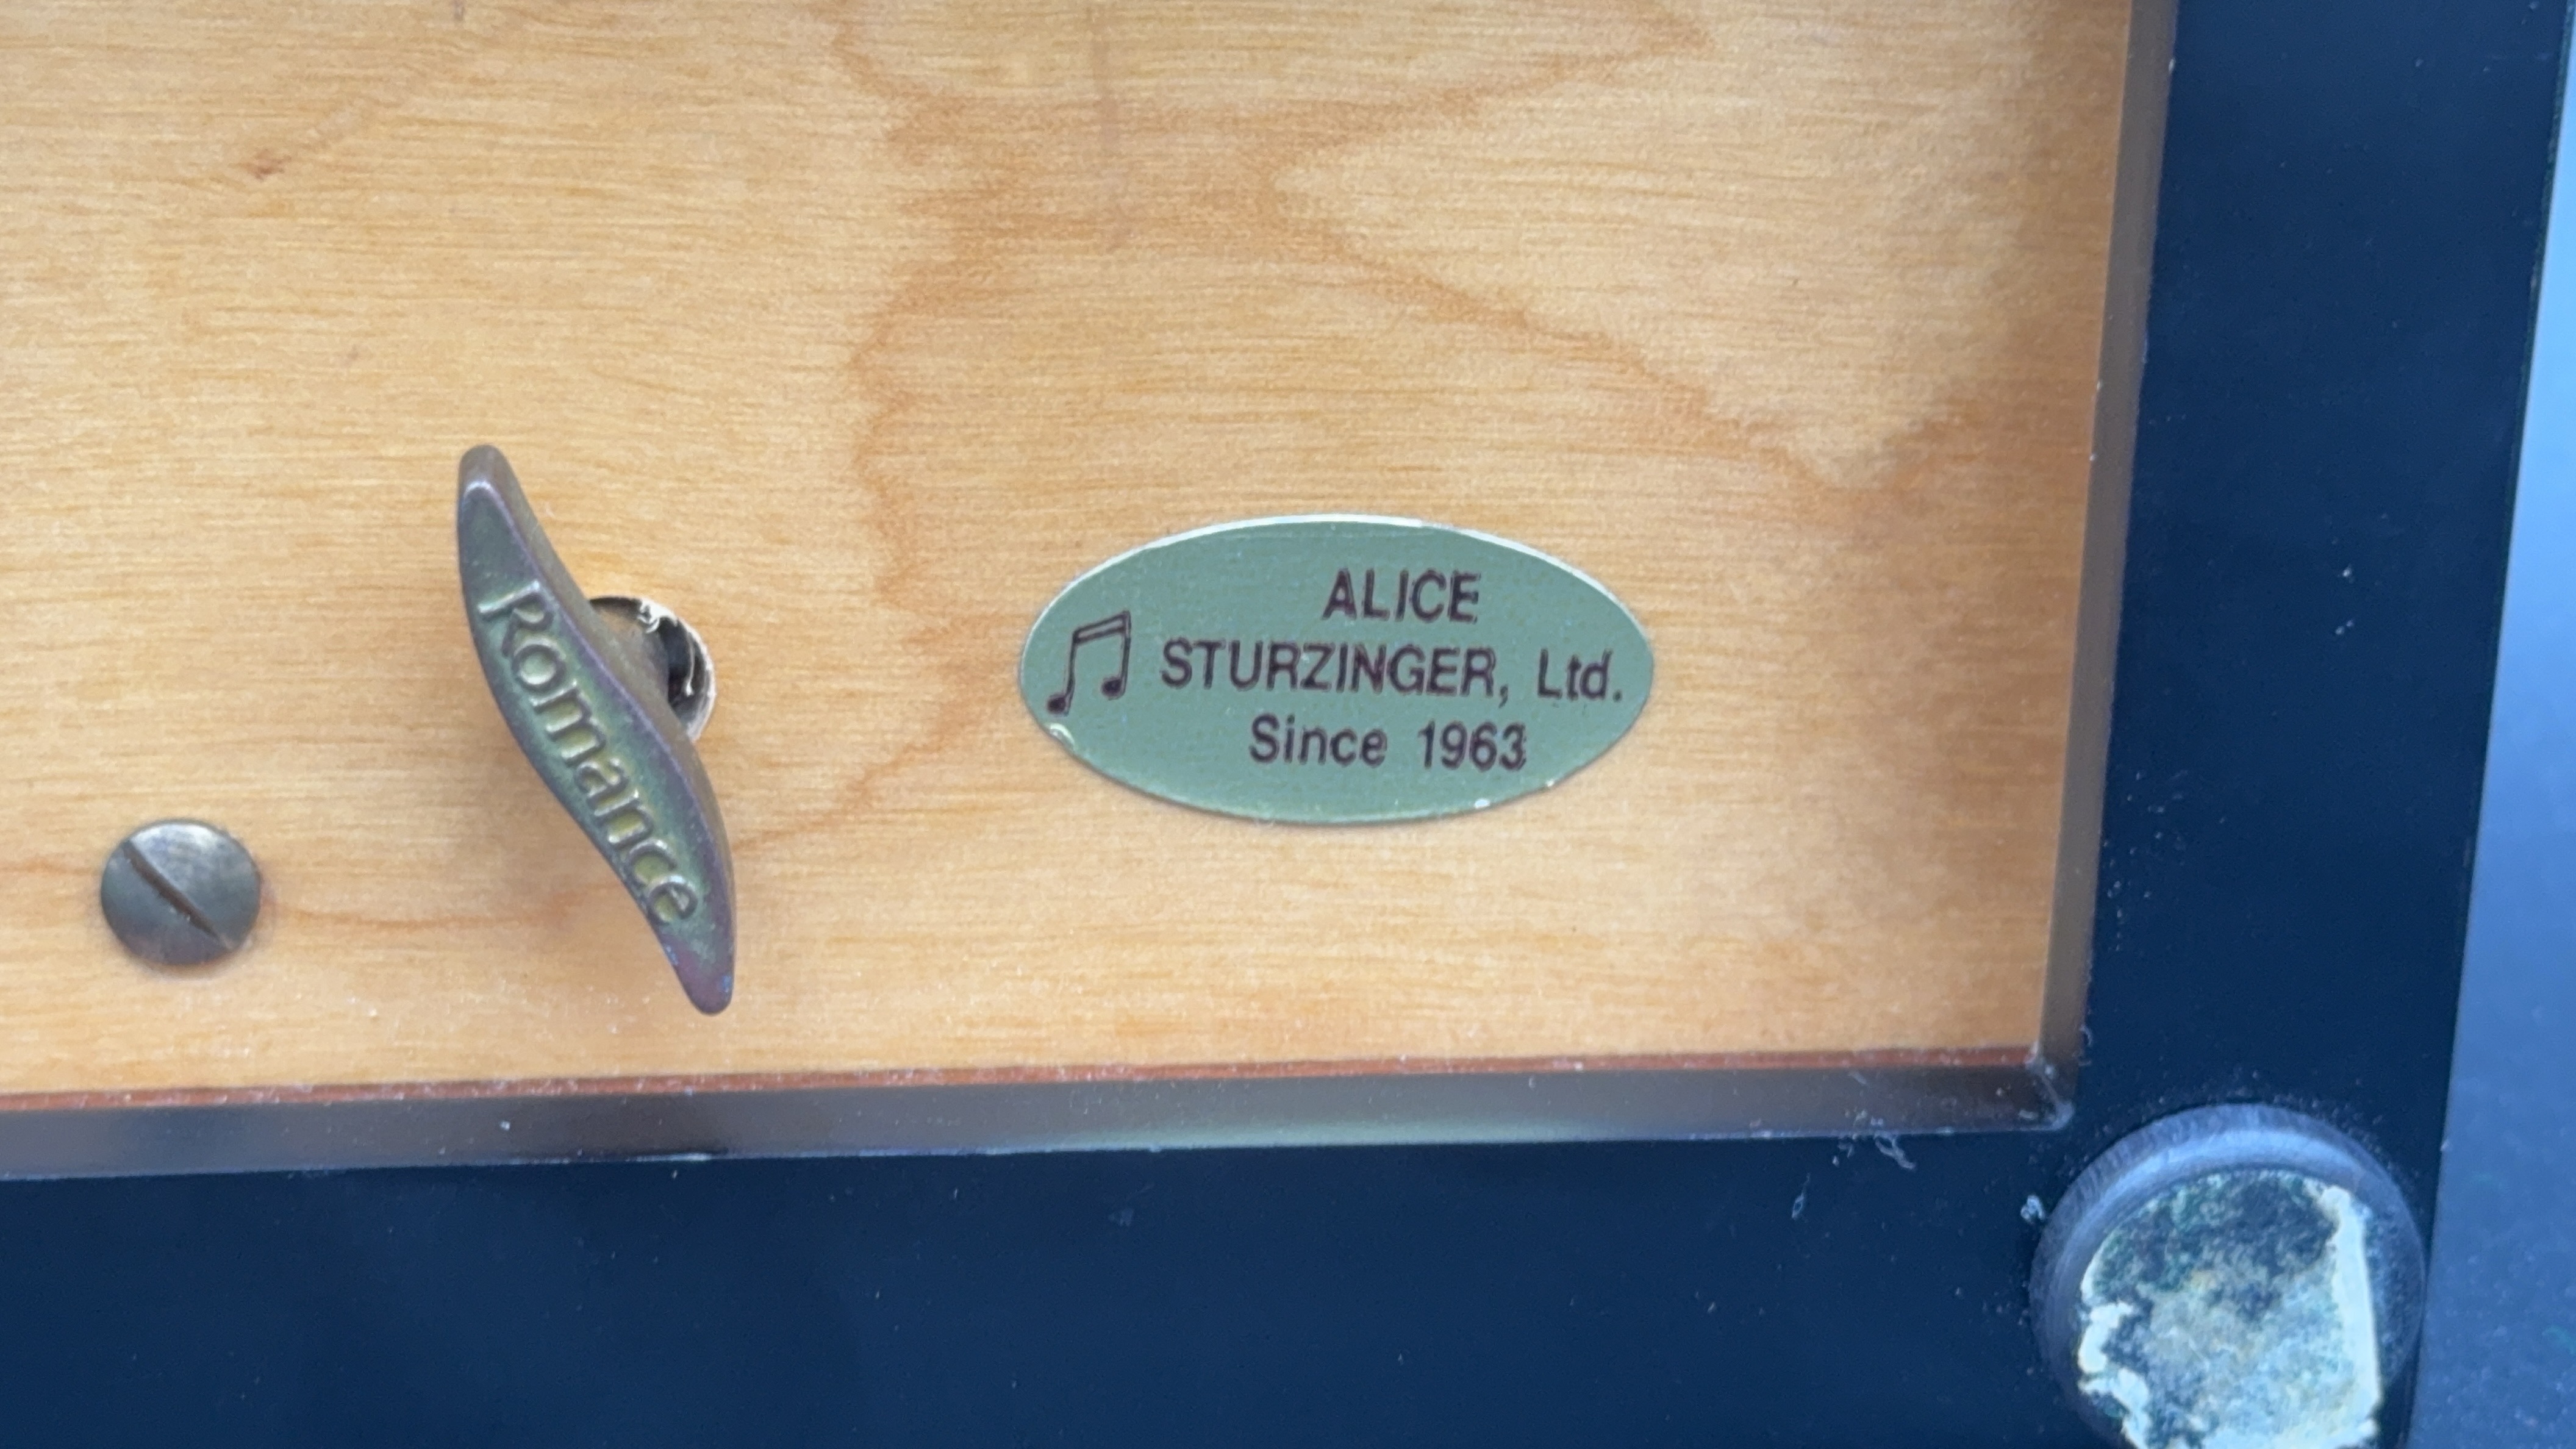 Romance
ALICE
STURZINGER, Ltd.
Since 1963